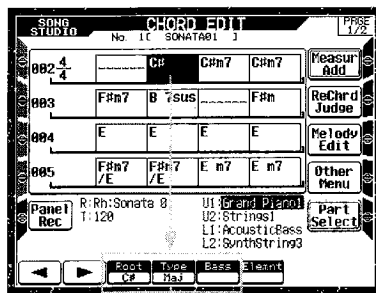 SONG STUDIO CHORD EDIT PAGE 1/2
No. 1[ SONATA01 ]
002 4/4 ----- C# C#m7 C#m7 Measur Add
003 F#m7 B 7sus ----- F#m ReChrd Judge
004 E E E E Melody Edit
005 F#m7/E F#m7/E E m7 E m7 Other Menu
Panel Rec R:Rh:Sonata 8 U1:Grand Piano1 Part Select
T:120 U2:Strings1
L1:AcousticBass
L2:SynthString3
Root Type Bass Elemnt
C# Maj